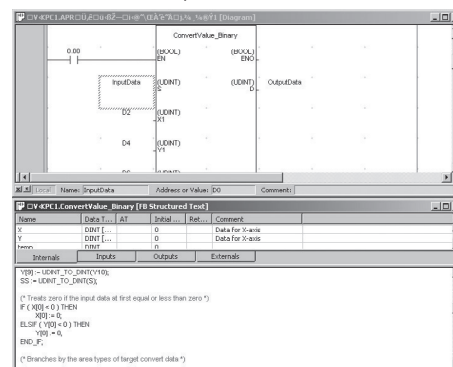 ConvertValue_Binary
0.00
(BOOL) (BOOL)
EN ENO
InputData (UDINT) (UDINT) OutputData
S D
D2 (UDINT)
X1
D4 (UDINT)
Y1
Local Name: InputData Address or Value: D0 Comment:
ConvertValue_Binary [FB Structured Text]
Name Data T... AT Initial ... Ret... Comment
X DINT [... 0 Data for X-axis
Y DINT [... 0 Data for Y-axis
temp DINT 0
Internals Inputs Outputs Externals
Y[9] := UDINT_TO_DINT(Y10);
SS := UDINT_TO_DINT(S);
(* Treats zero if the input data at first equal or less than zero *)
IF ( X[0] < 0 ) THEN
X[0] := 0;
ELSIF ( Y[0] < 0 ) THEN
Y[0] := 0;
END_IF;
(* Branches by the area types of target convert data *)